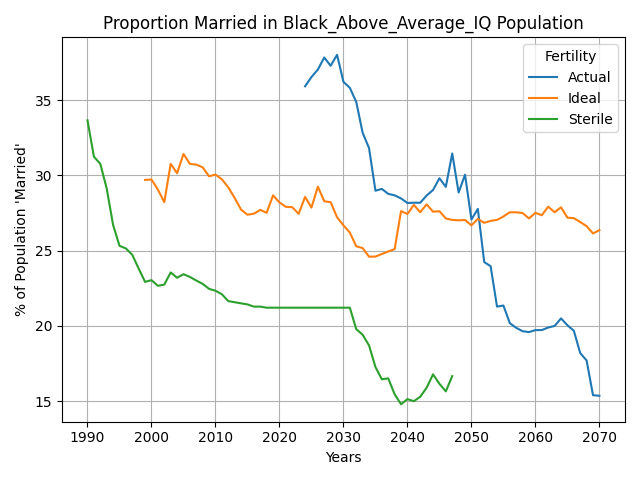 Proportion Married in Black_Above_Average_IQ Population
Fertility
Actual
Ideal
Sterile
% of Population 'Married'
35
30
25
20
15
1990
2000
2010
2020
2030
2040
2050
2060
2070
Years